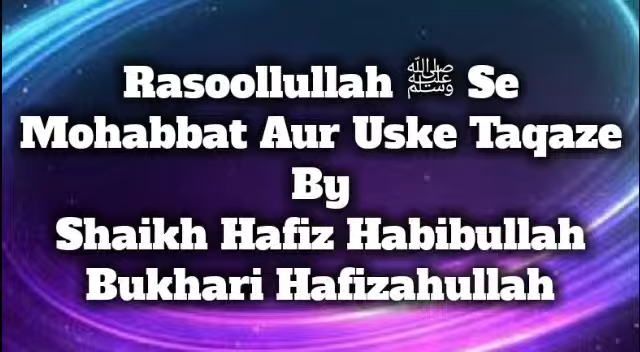 Rasoollullah ﷺ Se
Mohabbat Aur Uske Taqaze
By
Shaikh Hafiz Habibullah
Bukhari Hafizahullah